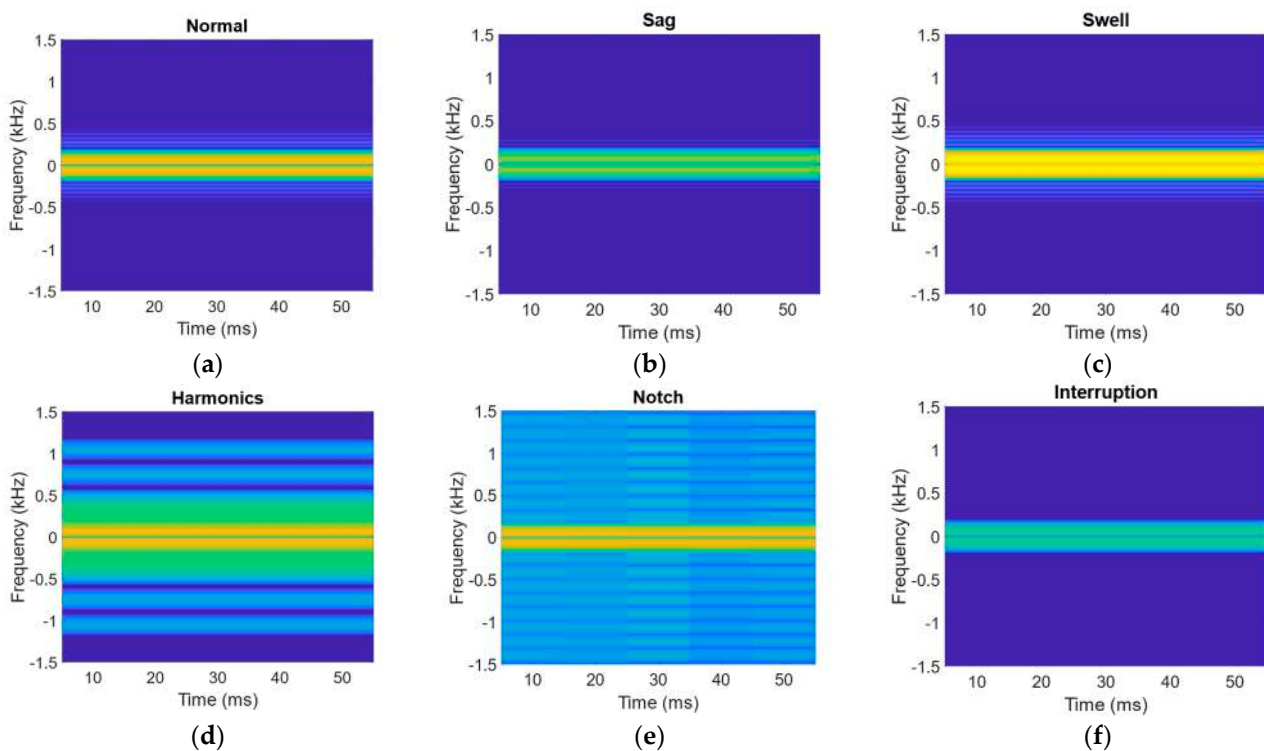 Normal
1.5
1
0.5
0
-0.5
-1
-1.5
Frequency (kHz)
10 20 30 40 50
Time (ms)
(a)
Sag
1.5
1
0.5
0
-0.5
-1
-1.5
Frequency (kHz)
10 20 30 40 50
Time (ms)
(b)
Swell
1.5
1
0.5
0
-0.5
-1
-1.5
Frequency (kHz)
10 20 30 40 50
Time (ms)
(c)
Harmonics
1.5
1
0.5
0
-0.5
-1
-1.5
Frequency (kHz)
10 20 30 40 50
Time (ms)
(d)
Notch
1.5
1
0.5
0
-0.5
-1
-1.5
Frequency (kHz)
10 20 30 40 50
Time (ms)
(e)
Interruption
1.5
1
0.5
0
-0.5
-1
-1.5
Frequency (kHz)
10 20 30 40 50
Time (ms)
(f)